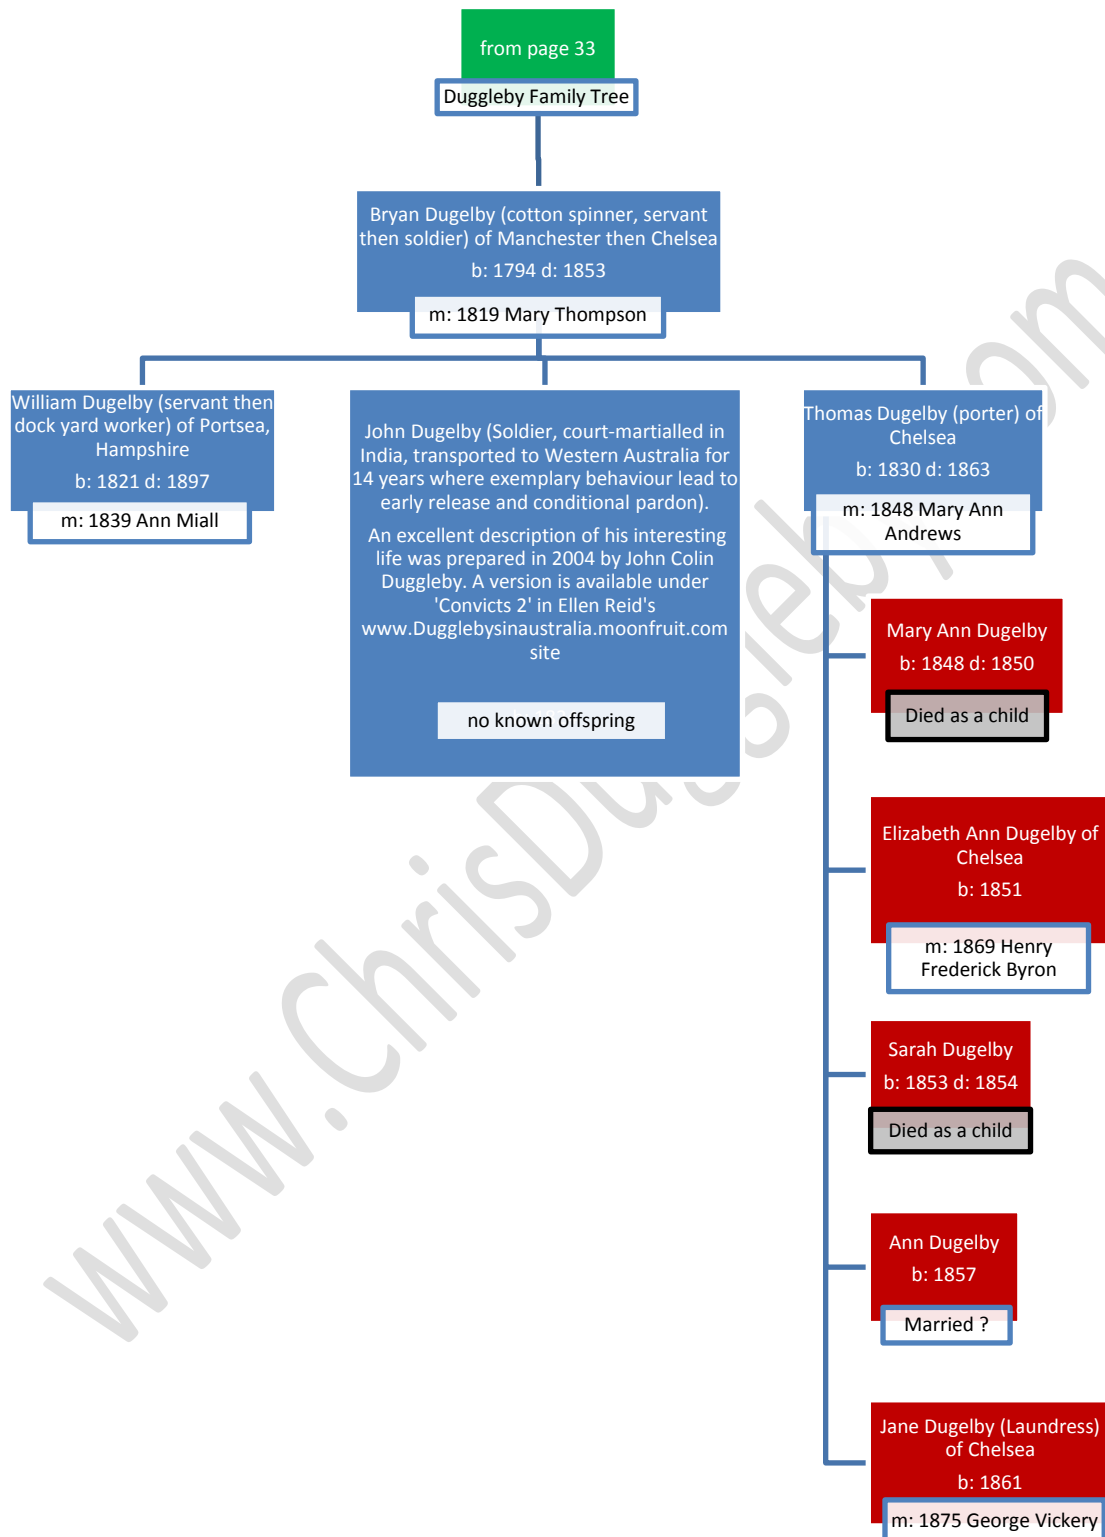 from page 33
Duggleby Family Tree
Bryan Dugelby (cotton spinner, servant
then soldier) of Manchester then Chelsea
b: 1794 d: 1853
m: 1819 Mary Thompson
William Dugelby (servant then
dock yard worker) of Portsea,
Hampshire
b: 1821 d: 1897
m: 1839 Ann Miall
John Dugelby (Soldier, court-martialled in
India, transported to Western Australia for
14 years where exemplary behaviour lead to
early release and conditional pardon).
An excellent description of his interesting
life was prepared in 2004 by John Colin
Duggleby. A version is available under
'Convicts 2' in Ellen Reid's
www.Dugglebysinaustralia.moonfruit.com
site
no known offspring
Thomas Dugelby (porter) of
Chelsea
b: 1830 d: 1863
m: 1848 Mary Ann
Andrews
Mary Ann Dugelby
b: 1848 d: 1850
Died as a child
Elizabeth Ann Dugelby of
Chelsea
b: 1851
m: 1869 Henry
Frederick Byron
Sarah Dugelby
b: 1853 d: 1854
Died as a child
Ann Dugelby
b: 1857
Married ?
Jane Dugelby (Laundress)
of Chelsea
b: 1861
m: 1875 George Vickery